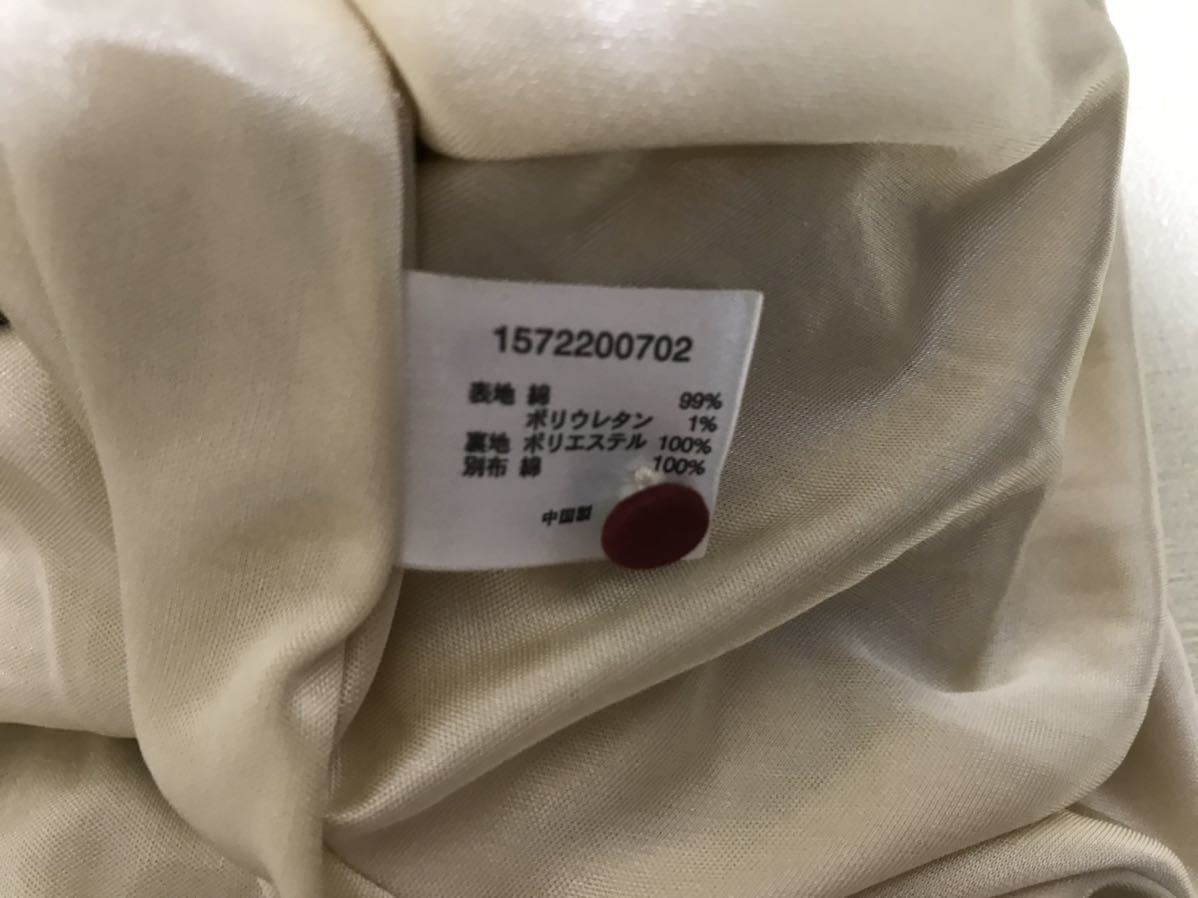 1572200702
表地 綿 99%
ポリウレタン 1%
裏地 ポリエステル 100%
別布 綿 100%
中国製